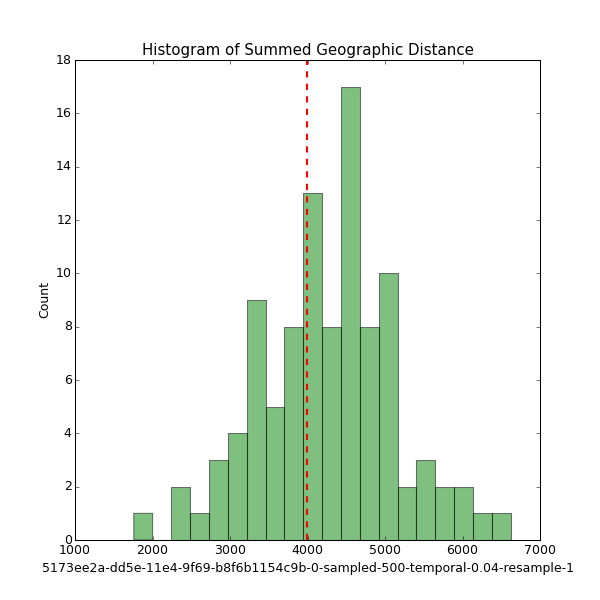 Histogram of Summed Geographic Distance
18
16
14
12
10
8
6
4
2
0
Count
1000 2000 3000 4000 5000 6000 7000
5173ee2a-dd5e-11e4-9f69-b8f6b1154c9b-0-sampled-500-temporal-0.04-resample-1